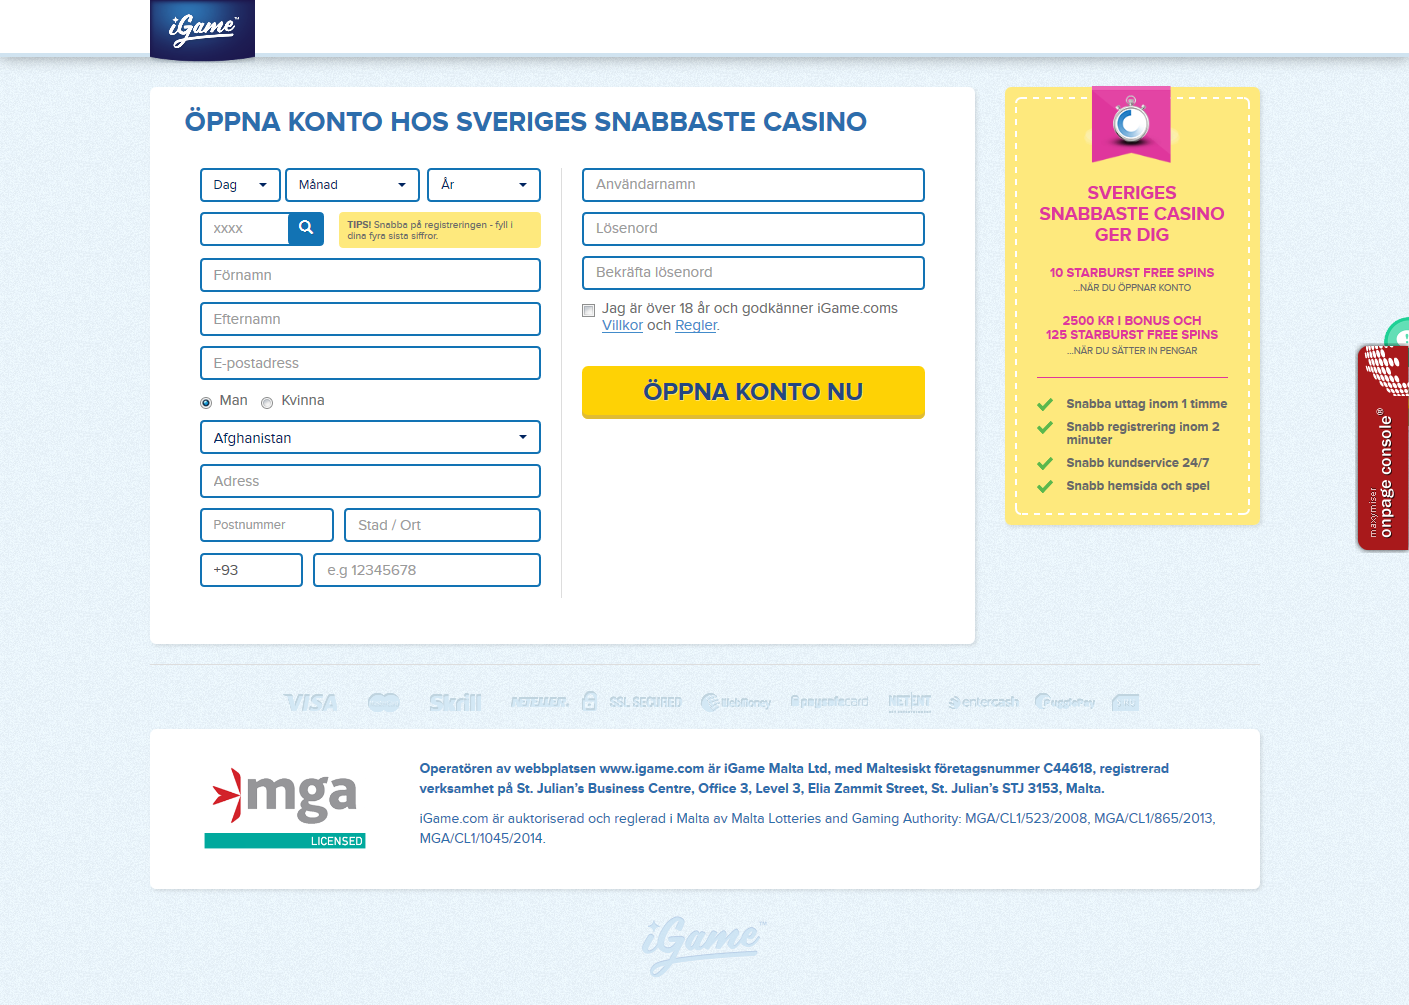 iGame™
ÖPPNA KONTO HOS SVERIGES SNABBASTE CASINO
Dag
Månad
År
xxxx
TIPS! Snabba på registreringen - fyll i
dina fyra sista siffror.
Förnamn
Efternamn
E-postadress
Man
Kvinna
Afghanistan
Adress
Postnummer
Stad / Ort
+93
e.g 12345678
Användarnamn
Lösenord
Bekräfta lösenord
Jag är över 18 år och godkänner iGame.coms
Villkor och Regler.
ÖPPNA KONTO NU
SVERIGES
SNABBASTE CASINO
GER DIG
10 STARBURST FREE SPINS
...NÄR DU ÖPPNAR KONTO
2500 KR I BONUS OCH
125 STARBURST FREE SPINS
...NÄR DU SÄTTER IN PENGAR
Snabba uttag inom 1 timme
Snabb registrering inom 2
minuter
Snabb kundservice 24/7
Snabb hemsida och spel
maxymiser
onpage console®
VISA
Skrill
NETELLER.
SSL SECURED
WebMoney
paysafecard
NETENT
entercash
PugglePay
mga
LICENSED
Operatören av webbplatsen www.igame.com är iGame Malta Ltd, med Maltesiskt företagsnummer C44618, registrerad
verksamhet på St. Julian’s Business Centre, Office 3, Level 3, Elia Zammit Street, St. Julian’s STJ 3153, Malta.
iGame.com är auktoriserad och reglerad i Malta av Malta Lotteries and Gaming Authority: MGA/CL1/523/2008, MGA/CL1/865/2013,
MGA/CL1/1045/2014.
iGame™